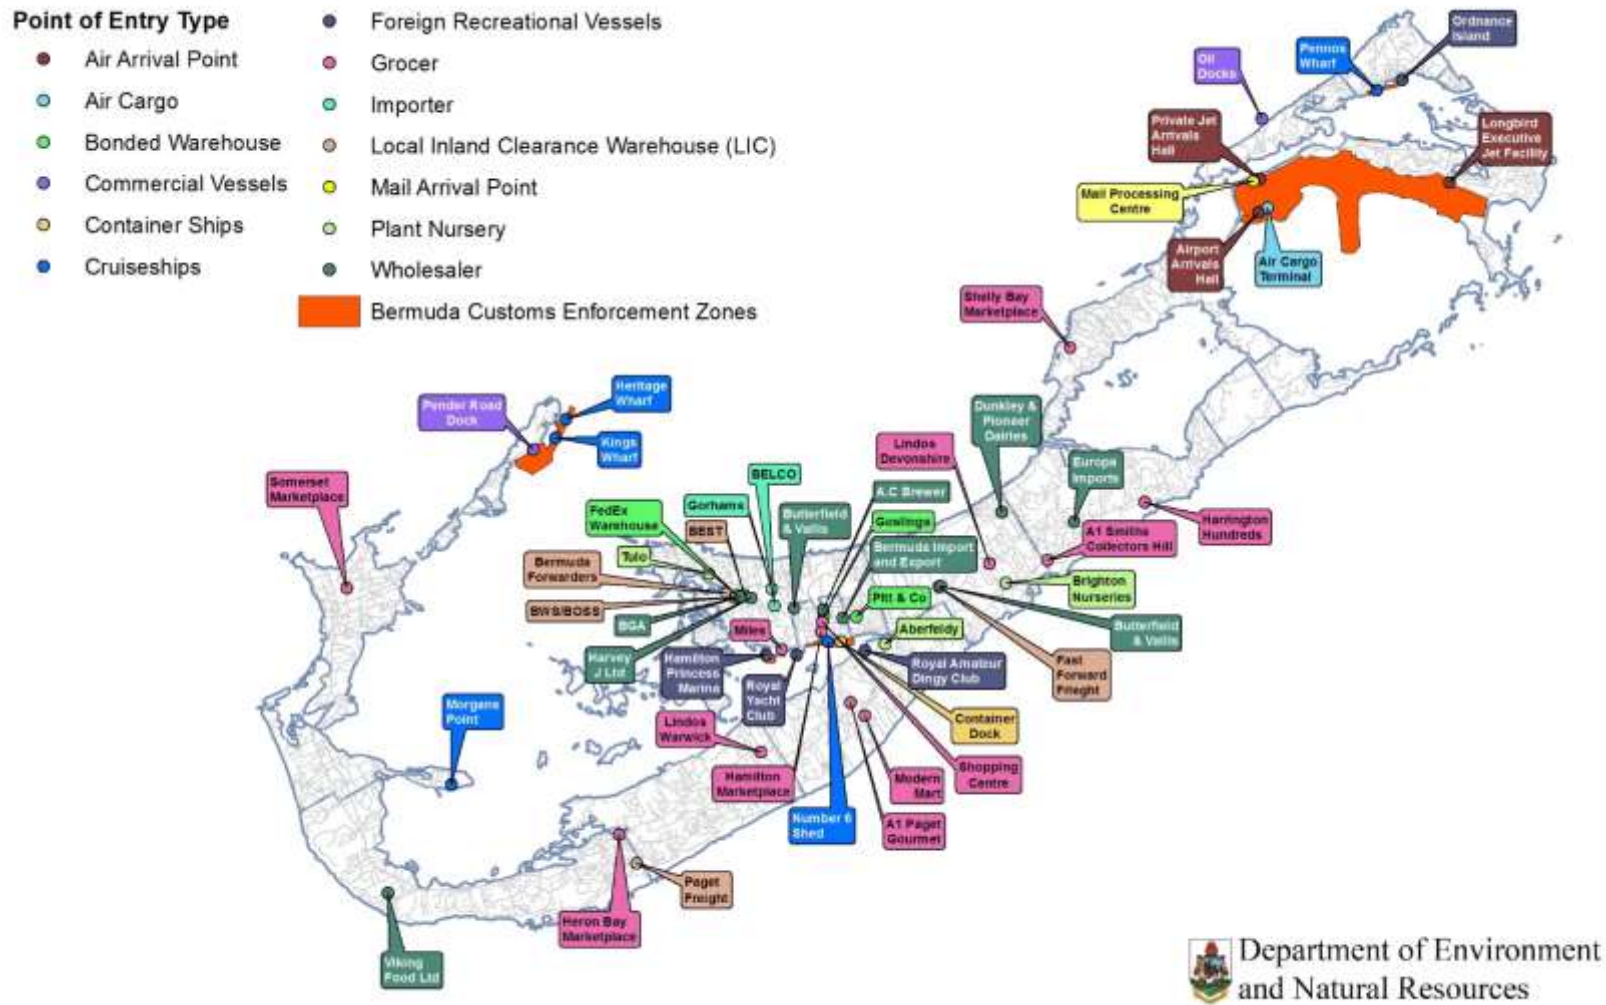 Point of Entry Type
Air Arrival Point
Air Cargo
Bonded Warehouse
Commercial Vessels
Container Ships
Cruiseships
Foreign Recreational Vessels
Grocer
Importer
Local Inland Clearance Warehouse (LIC)
Mail Arrival Point
Plant Nursery
Wholesaler
Bermuda Customs Enforcement Zones
Ordnance
Island
Pennos
Wharf
Oil
Docks
Private Jet
Arrivals
Hall
Longbird
Executive
Jet Facility
Mail Processing
Centre
Airport
Arrivals
Hall
Air Cargo
Terminal
Shelly Bay
Marketplace
Heritage
Wharf
Pender Road
Dock
Kings
Wharf
Somerset
Marketplace
Dunkley &
Pioneer
Dairies
Lindos
Devonshire
Europa
Imports
BELCO
A.C Brewer
Gorhams
Butterfield
& Vallis
FedEx
Warehouse
Goslings
Harrington
Hundreds
BEST
A1 Smiths
Collectors Hill
Bermuda Import
and Export
Tulo
Bermuda
Forwarders
Brighton
Nurseries
Pitt & Co
BWS/BOSS
BGA
Miles
Aberfeldy
Butterfield
& Vallis
Harvey
J Ltd
Hamilton
Princess
Marina
Royal
Yacht
Club
Royal Amateur
Dingy Club
Fast
Forward
Frieght
Morgans
Point
Lindos
Warwick
Container
Dock
Hamilton
Marketplace
Modern
Mart
Shopping
Centre
Number 6
Shed
A1 Paget
Gourmet
Paget
Freight
Heron Bay
Marketplace
Viking
Food Ltd
Department of Environment
and Natural Resources